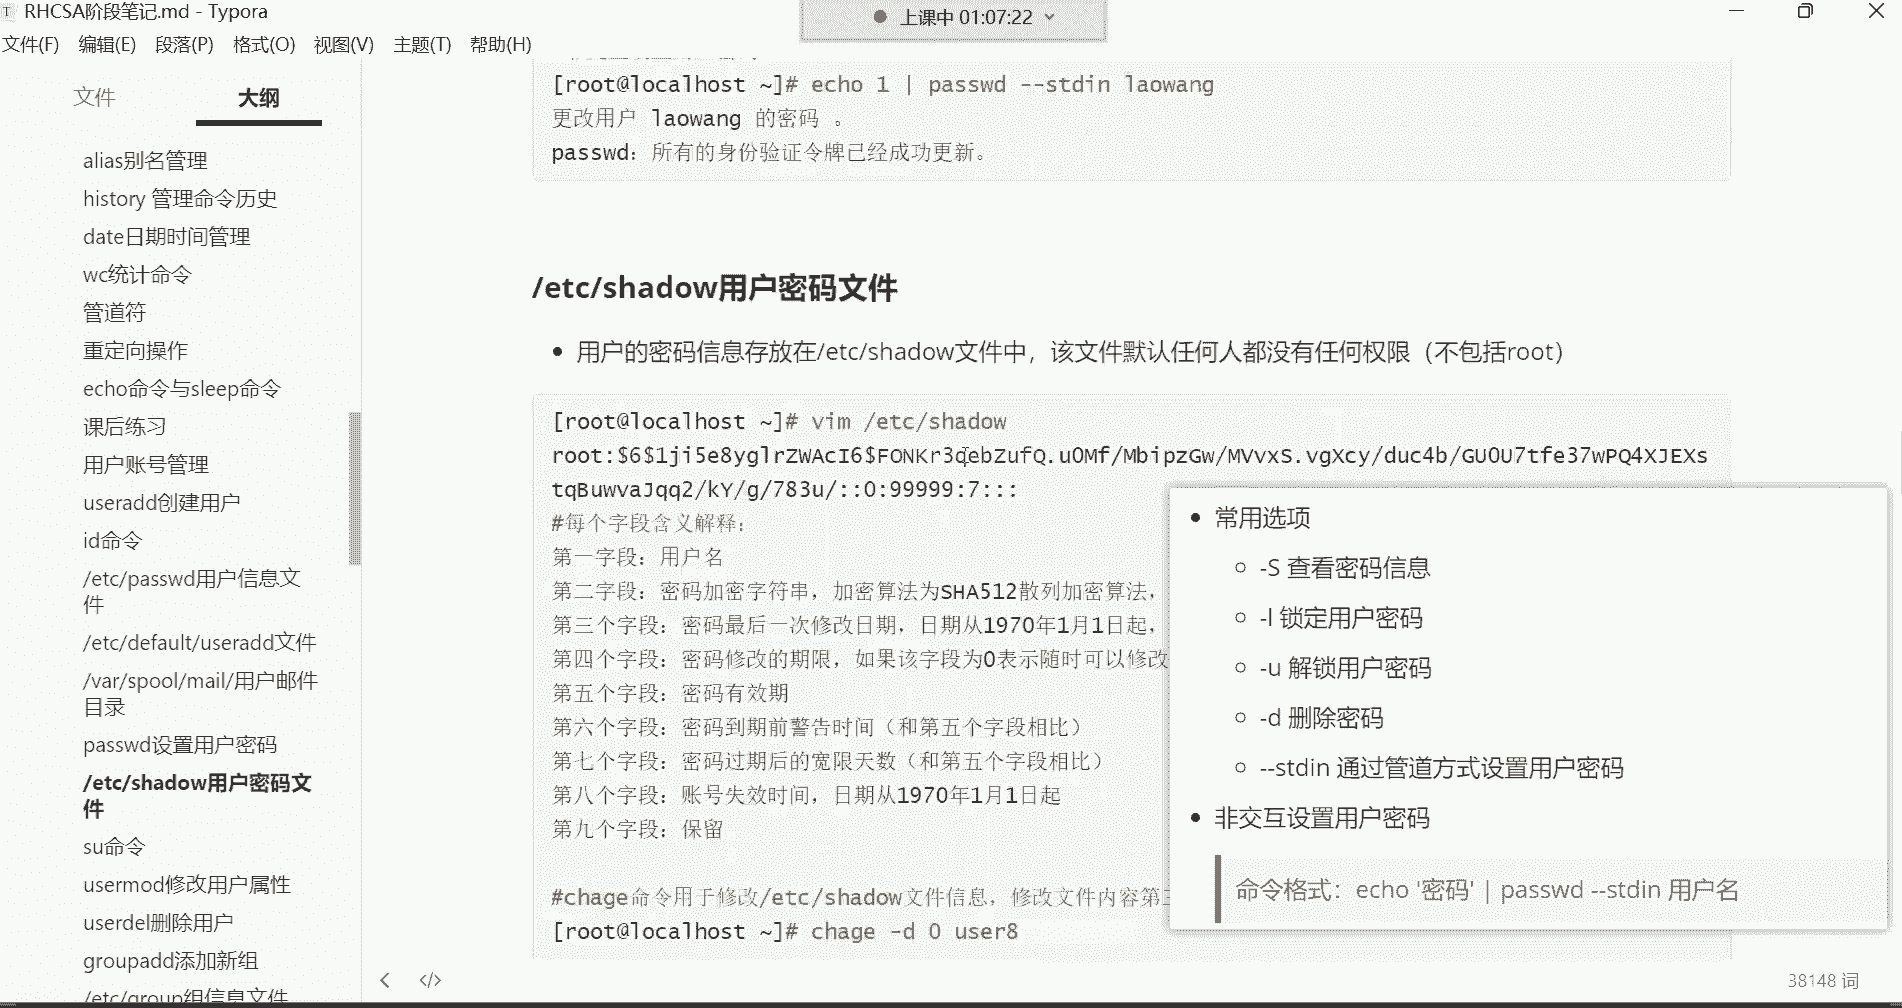 RHCSA阶段笔记.md - Typora
上课中 01:07:22
文件(F) 编辑(E) 段落(P) 格式(O) 视图(V) 主题(T) 帮助(H)
文件 大纲
alias别名管理
history 管理命令历史
date日期时间管理
wc统计命令
管道符
重定向操作
echo命令与sleep命令
课后练习
用户账号管理
useradd创建用户
id命令
/etc/passwd用户信息文
件
/etc/default/useradd文件
/var/spool/mail/用户邮件
目录
passwd设置用户密码
/etc/shadow用户密码文
件
su命令
usermod修改用户属性
userdel删除用户
groupadd添加新组
/etc/group组信息文件
[root@localhost ~]# echo 1 | passwd --stdin laowang
更改用户 laowang 的密码 。
passwd：所有的身份验证令牌已经成功更新。
/etc/shadow用户密码文件
用户的密码信息存放在/etc/shadow文件中，该文件默认任何人都没有任何权限（不包括root）
[root@localhost ~]# vim /etc/shadow
root:$6$1ji5e8yglrZWAcI6$FONKr3qebZufQ.u0Mf/MbipzGw/MVvxS.vgXcy/duc4b/GU0U7tfe37wPQ4XJEXs
tqBuwvaJqq2/kY/g/783u/::0:99999:7:::
#每个字段含义解释：
第一字段：用户名
第二字段：密码加密字符串，加密算法为SHA512散列加密算法，
第三个字段：密码最后一次修改日期，日期从1970年1月1日起，
第四个字段：密码修改的期限，如果该字段为0表示随时可以修改
第五个字段：密码有效期
第六个字段：密码到期前警告时间（和第五个字段相比）
第七个字段：密码过期后的宽限天数（和第五个字段相比）
第八个字段：账号失效时间，日期从1970年1月1日起
第九个字段：保留
#chage命令用于修改/etc/shadow文件信息，修改文件内容第三
[root@localhost ~]# chage -d 0 user8
常用选项
-S 查看密码信息
-l 锁定用户密码
-u 解锁用户密码
-d 删除密码
--stdin 通过管道方式设置用户密码
非交互设置用户密码
命令格式：echo '密码' | passwd --stdin 用户名
38148 词